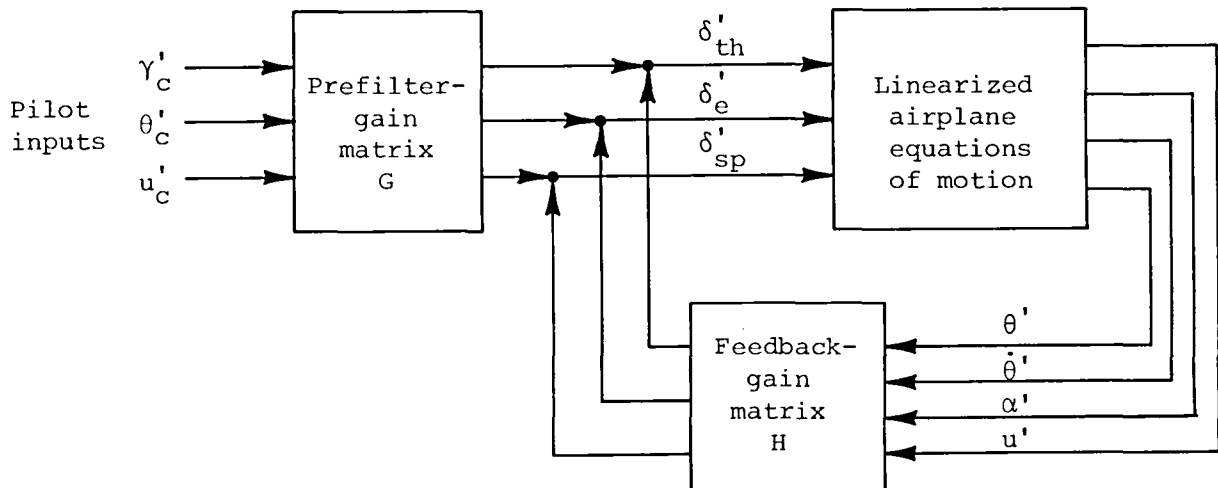 Pilot
inputs
γ'c
θ'c
u'c
Prefilter-
gain
matrix
G
δ'th
δ'e
δ'sp
Linearized
airplane
equations
of motion
Feedback-
gain
matrix
H
θ'
θ̇'
α'
u'